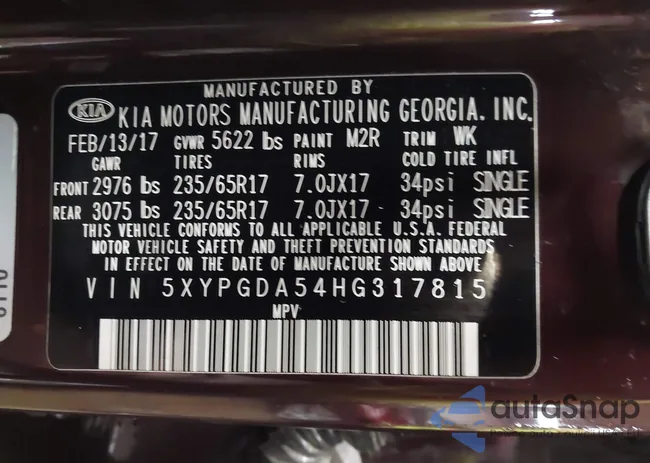 MANUFACTURED BY
KIA KIA MOTORS MANUFACTURING GEORGIA, INC.
FEB/13/17 GVWR 5622 lbs PAINT M2R TRIM WK
GAWR TIRES RIMS COLD TIRE INFL
FRONT 2976 lbs 235/65R17 7.0JX17 34psi SINGLE
REAR 3075 lbs 235/65R17 7.0JX17 34psi SINGLE
THIS VEHICLE CONFORMS TO ALL APPLICABLE U.S.A. FEDERAL
MOTOR VEHICLE SAFETY AND THEFT PREVENTION STANDARDS
IN EFFECT ON THE DATE OF MANUFACTURE SHOWN ABOVE
VIN 5XYPGDA54HG317815
MPV
autaSnap